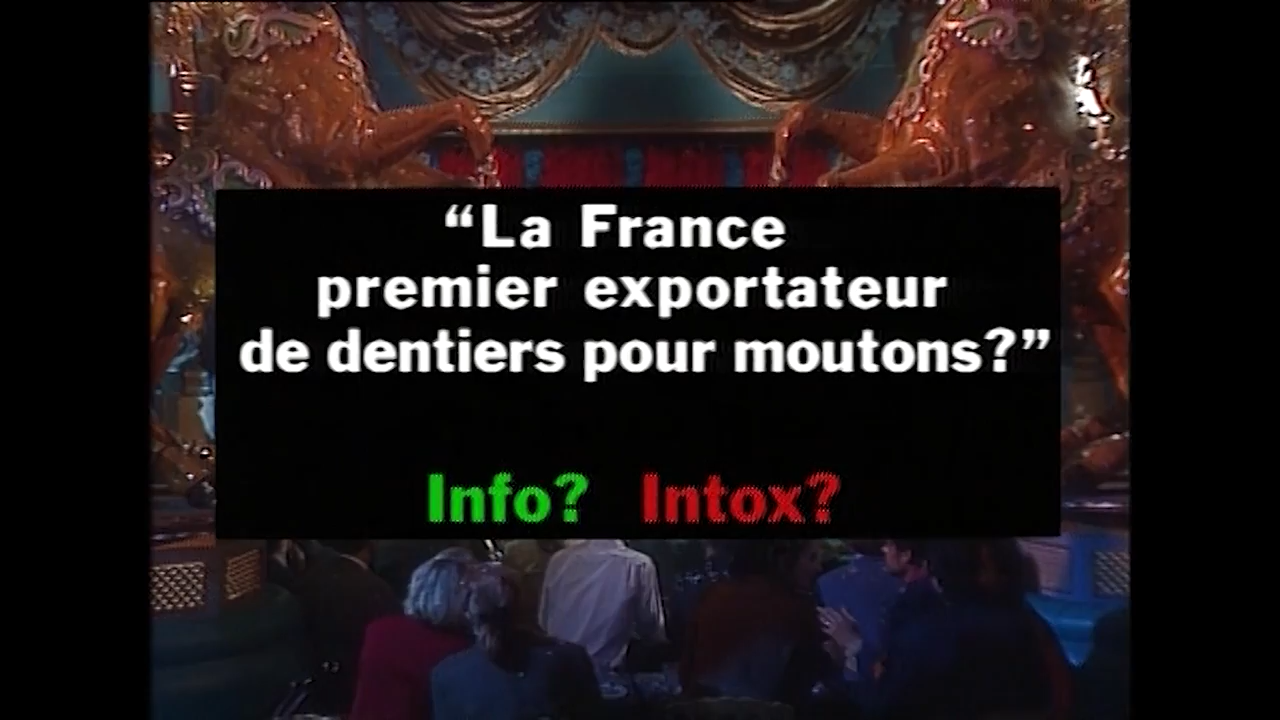 “La France
premier exportateur
de dentiers pour moutons?”
Info? Intox?